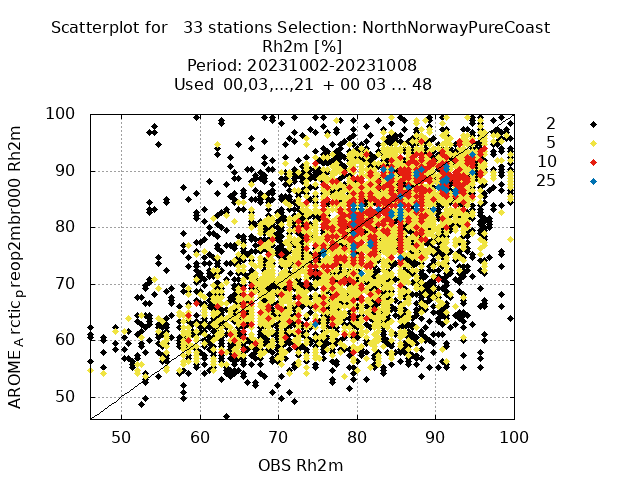 Scatterplot for 33 stations Selection: NorthNorwayPureCoast
Rh2m [%]
Period: 20231002-20231008
Used 00,03,...,21 + 00 03 ... 48
100
90
80
70
60
50
50
60
70
80
90
100
AROME_Arctic_preop2mbr000 Rh2m
OBS Rh2m
2
5
10
25